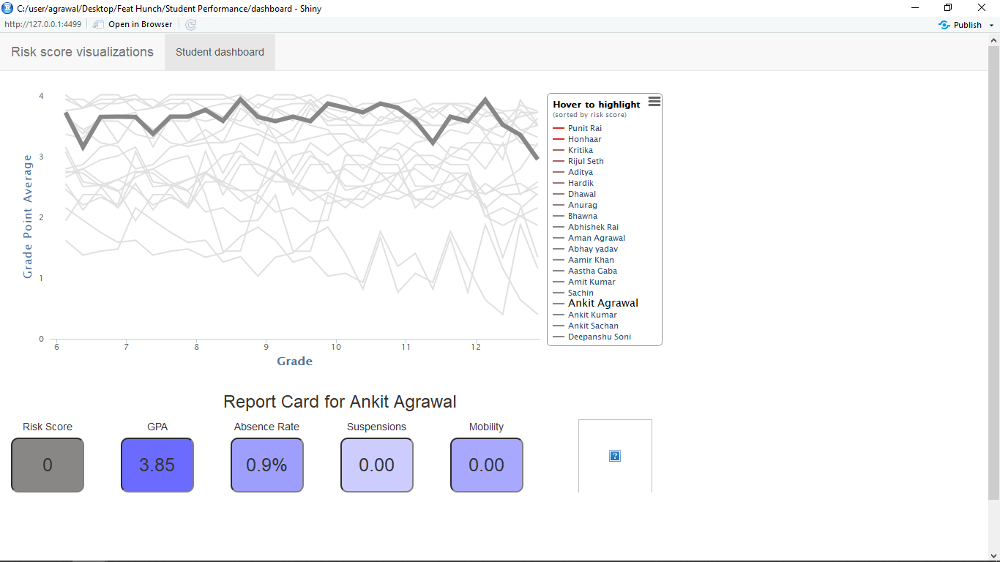 C:/user/agrawal/Desktop/Feat Hunch/Student Performance/dashboard - Shiny
http://127.0.0.1:4499 Open in Browser Publish
Risk score visualizations Student dashboard
Grade Point Average
4
3
2
1
0
6 7 8 9 10 11 12
Grade
Hover to highlight
(sorted by risk score)
Punit Rai
Honhaar
Kritika
Rijul Seth
Aditya
Hardik
Dhawal
Anurag
Bhawna
Abhishek Rai
Aman Agrawal
Abhay yadav
Aamir Khan
Aastha Gaba
Amit Kumar
Sachin
Ankit Agrawal
Ankit Kumar
Ankit Sachan
Deepanshu Soni
Report Card for Ankit Agrawal
Risk Score GPA Absence Rate Suspensions Mobility
0 3.85 0.9% 0.00 0.00
?